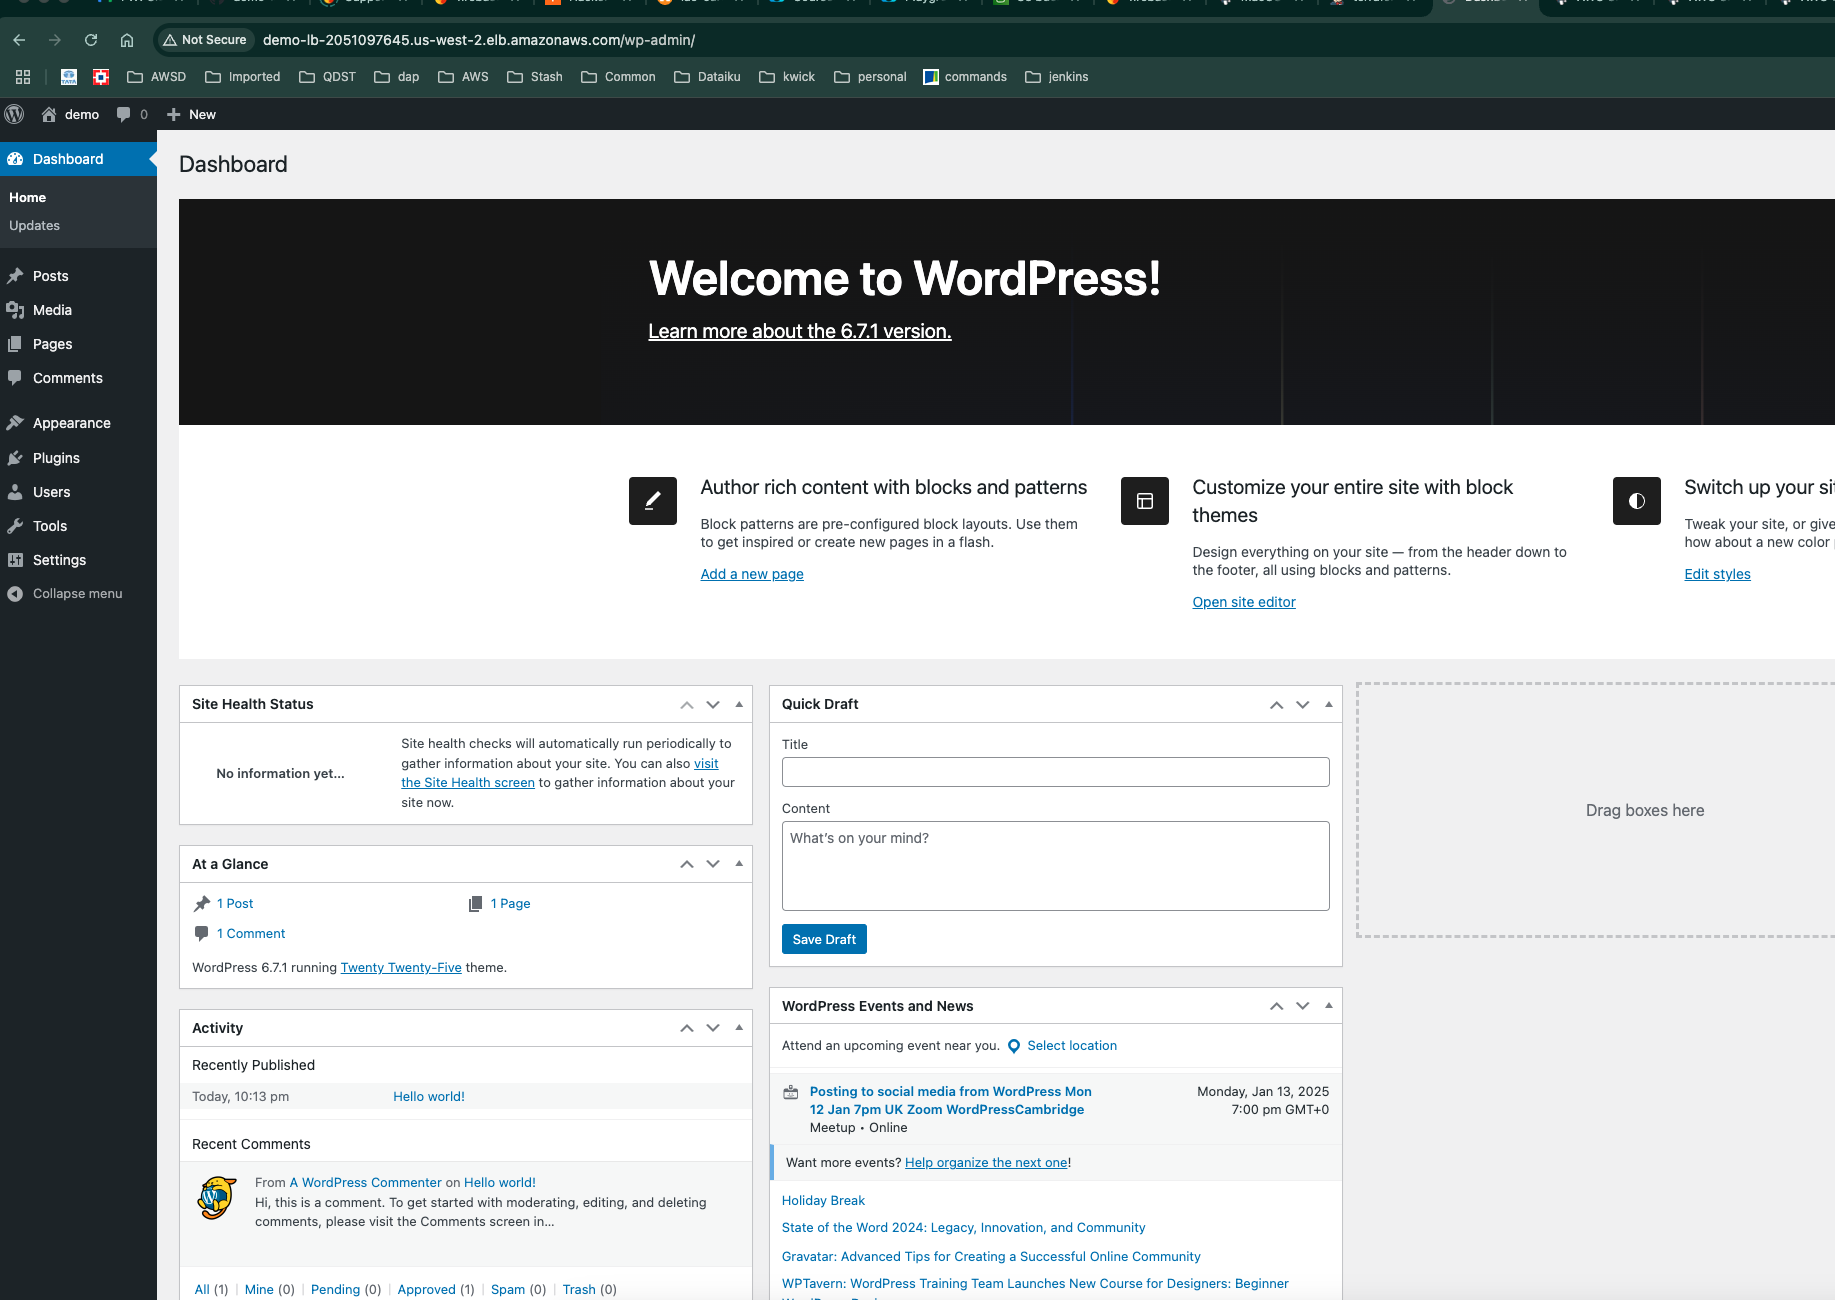 Not Secure
demo-lb-2051097645.us-west-2.elb.amazonaws.com/wp-admin/
TATA
AWSD
Imported
QDST
dap
AWS
Stash
Common
Dataiku
kwick
personal
commands
jenkins
demo
0
New
Dashboard
Home
Updates
Posts
Media
Pages
Comments
Appearance
Plugins
Users
Tools
Settings
Collapse menu
Dashboard
Welcome to WordPress!
Learn more about the 6.7.1 version.
Author rich content with blocks and patterns
Block patterns are pre-configured block layouts. Use them
to get inspired or create new pages in a flash.
Add a new page
Customize your entire site with block
themes
Design everything on your site — from the header down to
the footer, all using blocks and patterns.
Open site editor
Switch up your sit
Tweak your site, or give
how about a new color
Edit styles
Site Health Status
No information yet...
Site health checks will automatically run periodically to
gather information about your site. You can also visit
the Site Health screen to gather information about your
site now.
At a Glance
1 Post
1 Page
1 Comment
WordPress 6.7.1 running Twenty Twenty-Five theme.
Activity
Recently Published
Today, 10:13 pm
Hello world!
Recent Comments
From A WordPress Commenter on Hello world!
Hi, this is a comment. To get started with moderating, editing, and deleting
comments, please visit the Comments screen in...
All (1) | Mine (0) | Pending (0) | Approved (1) | Spam (0) | Trash (0)
Quick Draft
Title
Content
What's on your mind?
Save Draft
WordPress Events and News
Attend an upcoming event near you.
Select location
Posting to social media from WordPress Mon
12 Jan 7pm UK Zoom WordPressCambridge
Meetup • Online
Monday, Jan 13, 2025
7:00 pm GMT+0
Want more events? Help organize the next one!
Holiday Break
State of the Word 2024: Legacy, Innovation, and Community
Gravatar: Advanced Tips for Creating a Successful Online Community
WPTavern: WordPress Training Team Launches New Course for Designers: Beginner
Drag boxes here